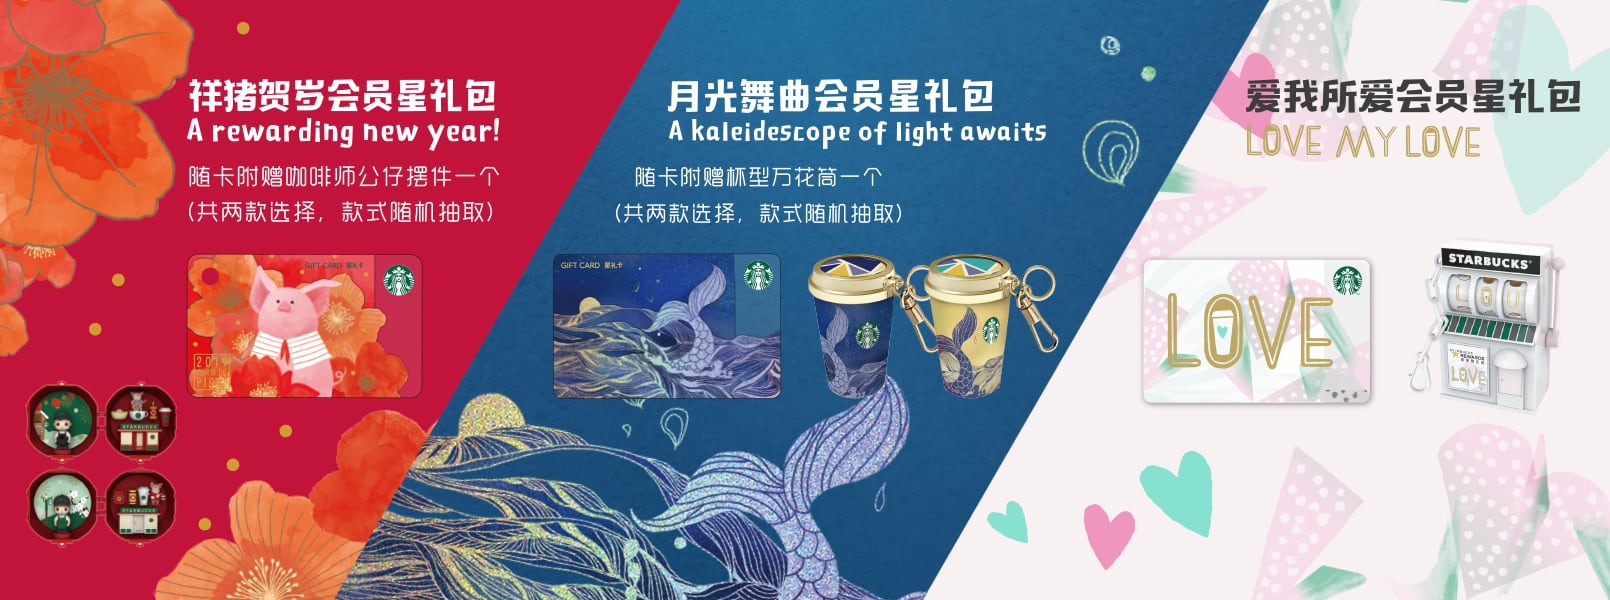 祥猪贺岁会员星礼包
A rewarding new year!
随卡附赠咖啡师公仔摆件一个
(共两款选择，款式随机抽取)
GIFT CARD 星礼卡
STARBUCKS
STARBUCKS
月光舞曲会员星礼包
A kaleidescope of light awaits
随卡附赠杯型万花筒一个
(共两款选择，款式随机抽取)
GIFT CARD 星礼卡
爱我所爱会员星礼包
LOVE MY LOVE
LOVE
STARBUCKS
LOU
REWARDS
LOVE